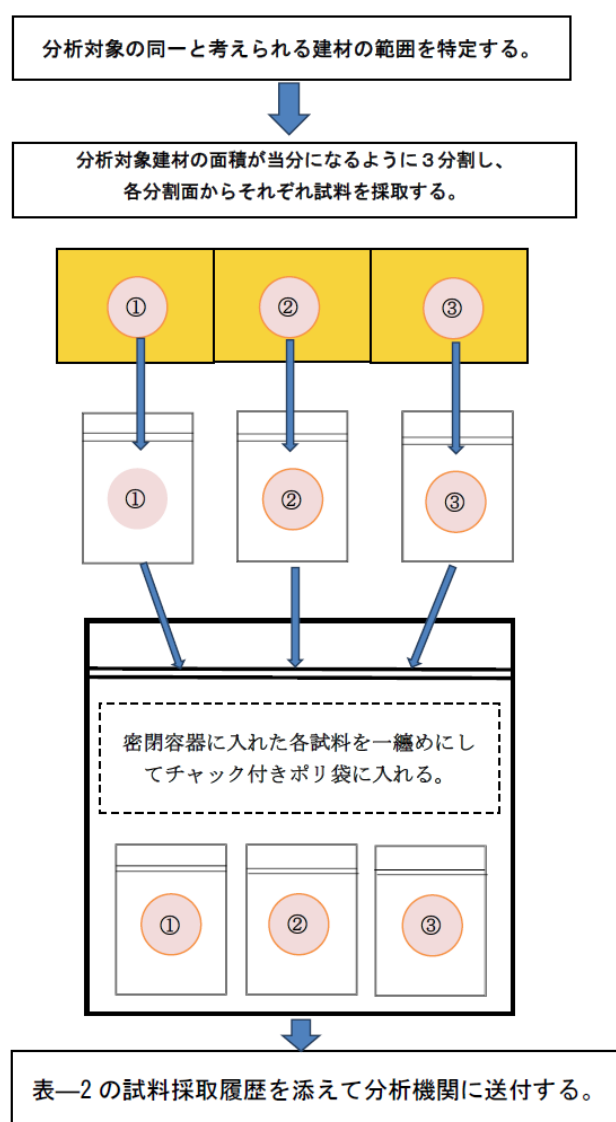 分析対象の同一と考えられる建材の範囲を特定する。
分析対象建材の面積が当分になるように３分割し、
各分割面からそれぞれ試料を採取する。
① ② ③
① ② ③
密閉容器に入れた各試料を一纏めにし
てチャック付きポリ袋に入れる。
① ② ③
表―2 の試料採取履歴を添えて分析機関に送付する。